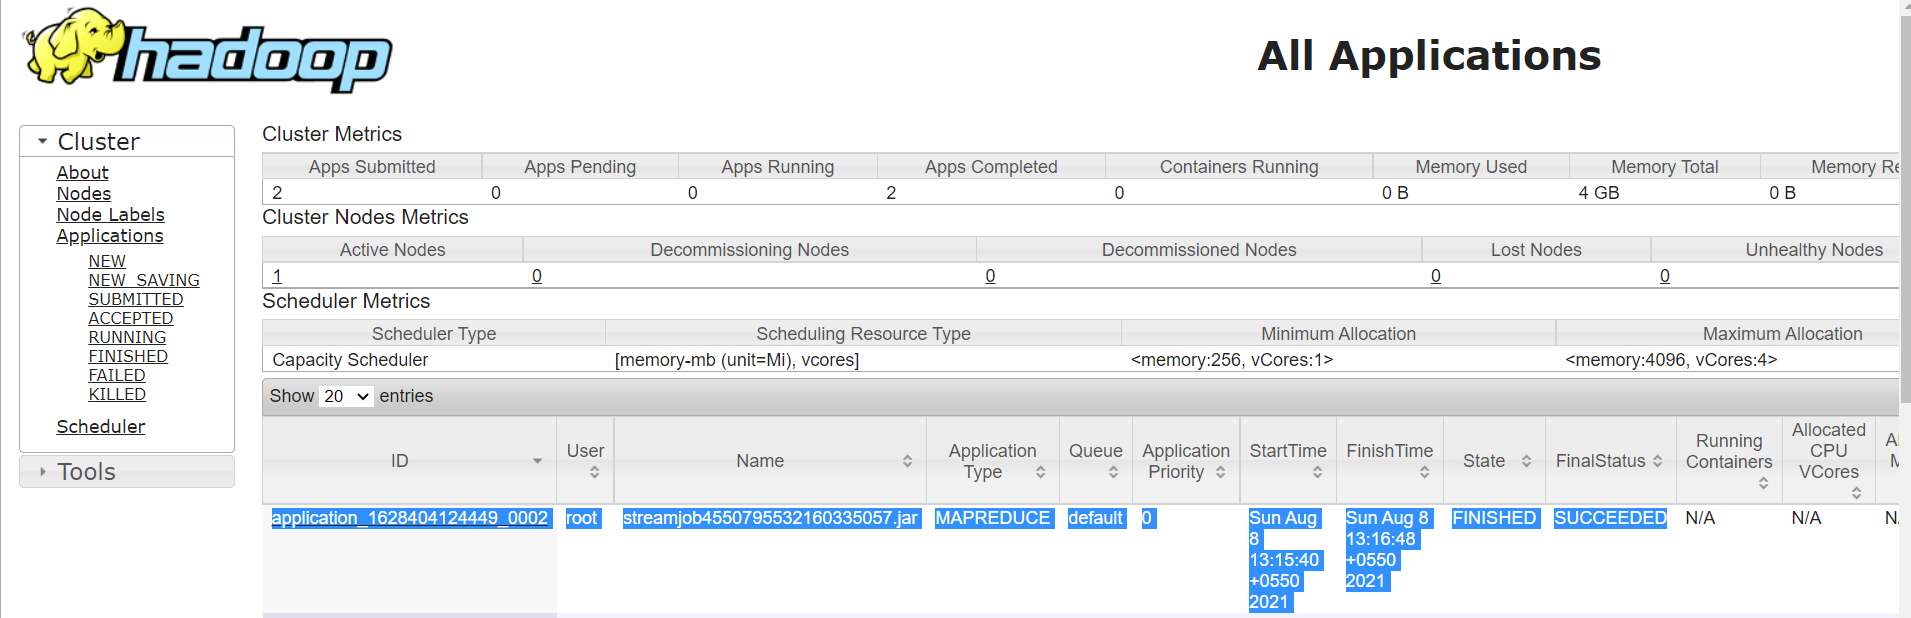 hadoop
All Applications
Cluster
About
Nodes
Node Labels
Applications
NEW
NEW_SAVING
SUBMITTED
ACCEPTED
RUNNING
FINISHED
FAILED
KILLED
Scheduler
Tools
Cluster Metrics
Apps Submitted Apps Pending Apps Running Apps Completed Containers Running Memory Used Memory Total Memory
2 0 0 2 0 0 B 4 GB 0 B
Cluster Nodes Metrics
Active Nodes Decommissioning Nodes Decommissioned Nodes Lost Nodes Unhealthy Nodes
1 0 0 0 0
Scheduler Metrics
Scheduler Type Scheduling Resource Type Minimum Allocation Maximum Allocation
Capacity Scheduler [memory-mb (unit=Mi), vcores] <memory:256, vCores:1> <memory:4096, vCores:4>
Show 20 entries
ID User Name Application Type Queue Application Priority StartTime FinishTime State FinalStatus Running Containers Allocated CPU VCores
application_1628404124449_0002 root streamjob4550795532160335057.jar MAPREDUCE default 0 Sun Aug 8 13:15:40 +0550 2021 Sun Aug 8 13:16:48 +0550 2021 FINISHED SUCCEEDED N/A N/A